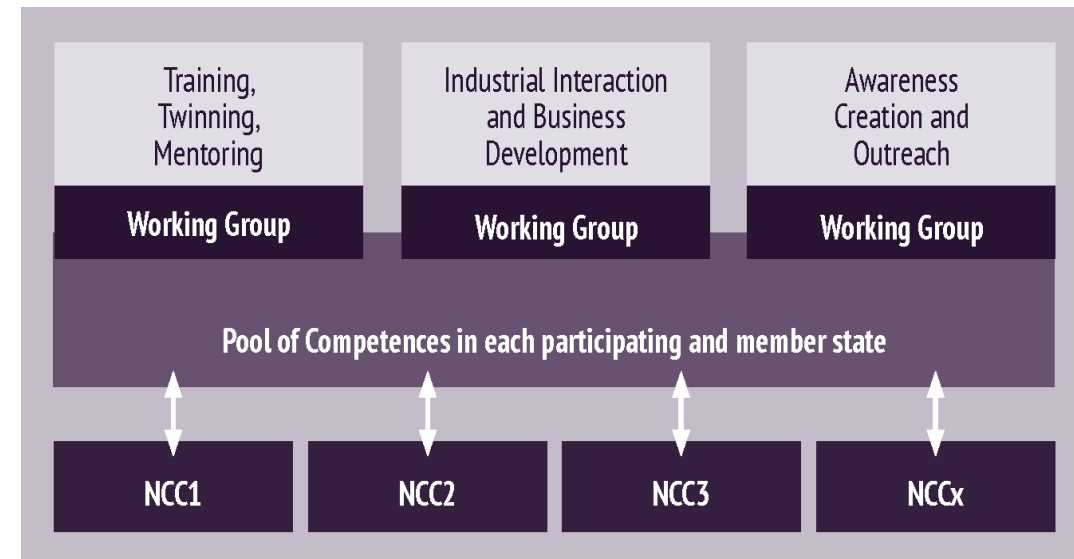 Training,
Twinning,
Mentoring
Working Group
Industrial Interaction
and Business
Development
Working Group
Awareness
Creation and
Outreach
Working Group
Pool of Competences in each participating and member state
NCC1
NCC2
NCC3
NCCx